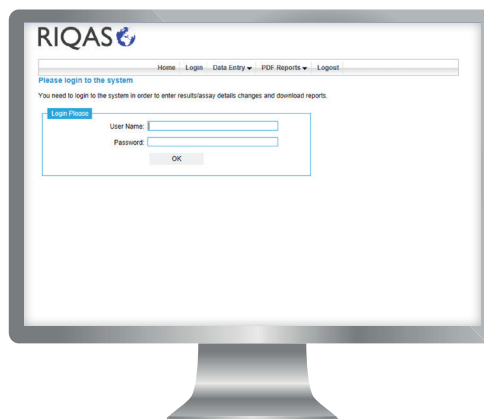 RIQAS
Home Login Data Entry PDF Reports Logout
Please login to the system
You need to login to the system in order to enter results/assay details changes and download reports.
Login Please
User Name:
Password:
OK